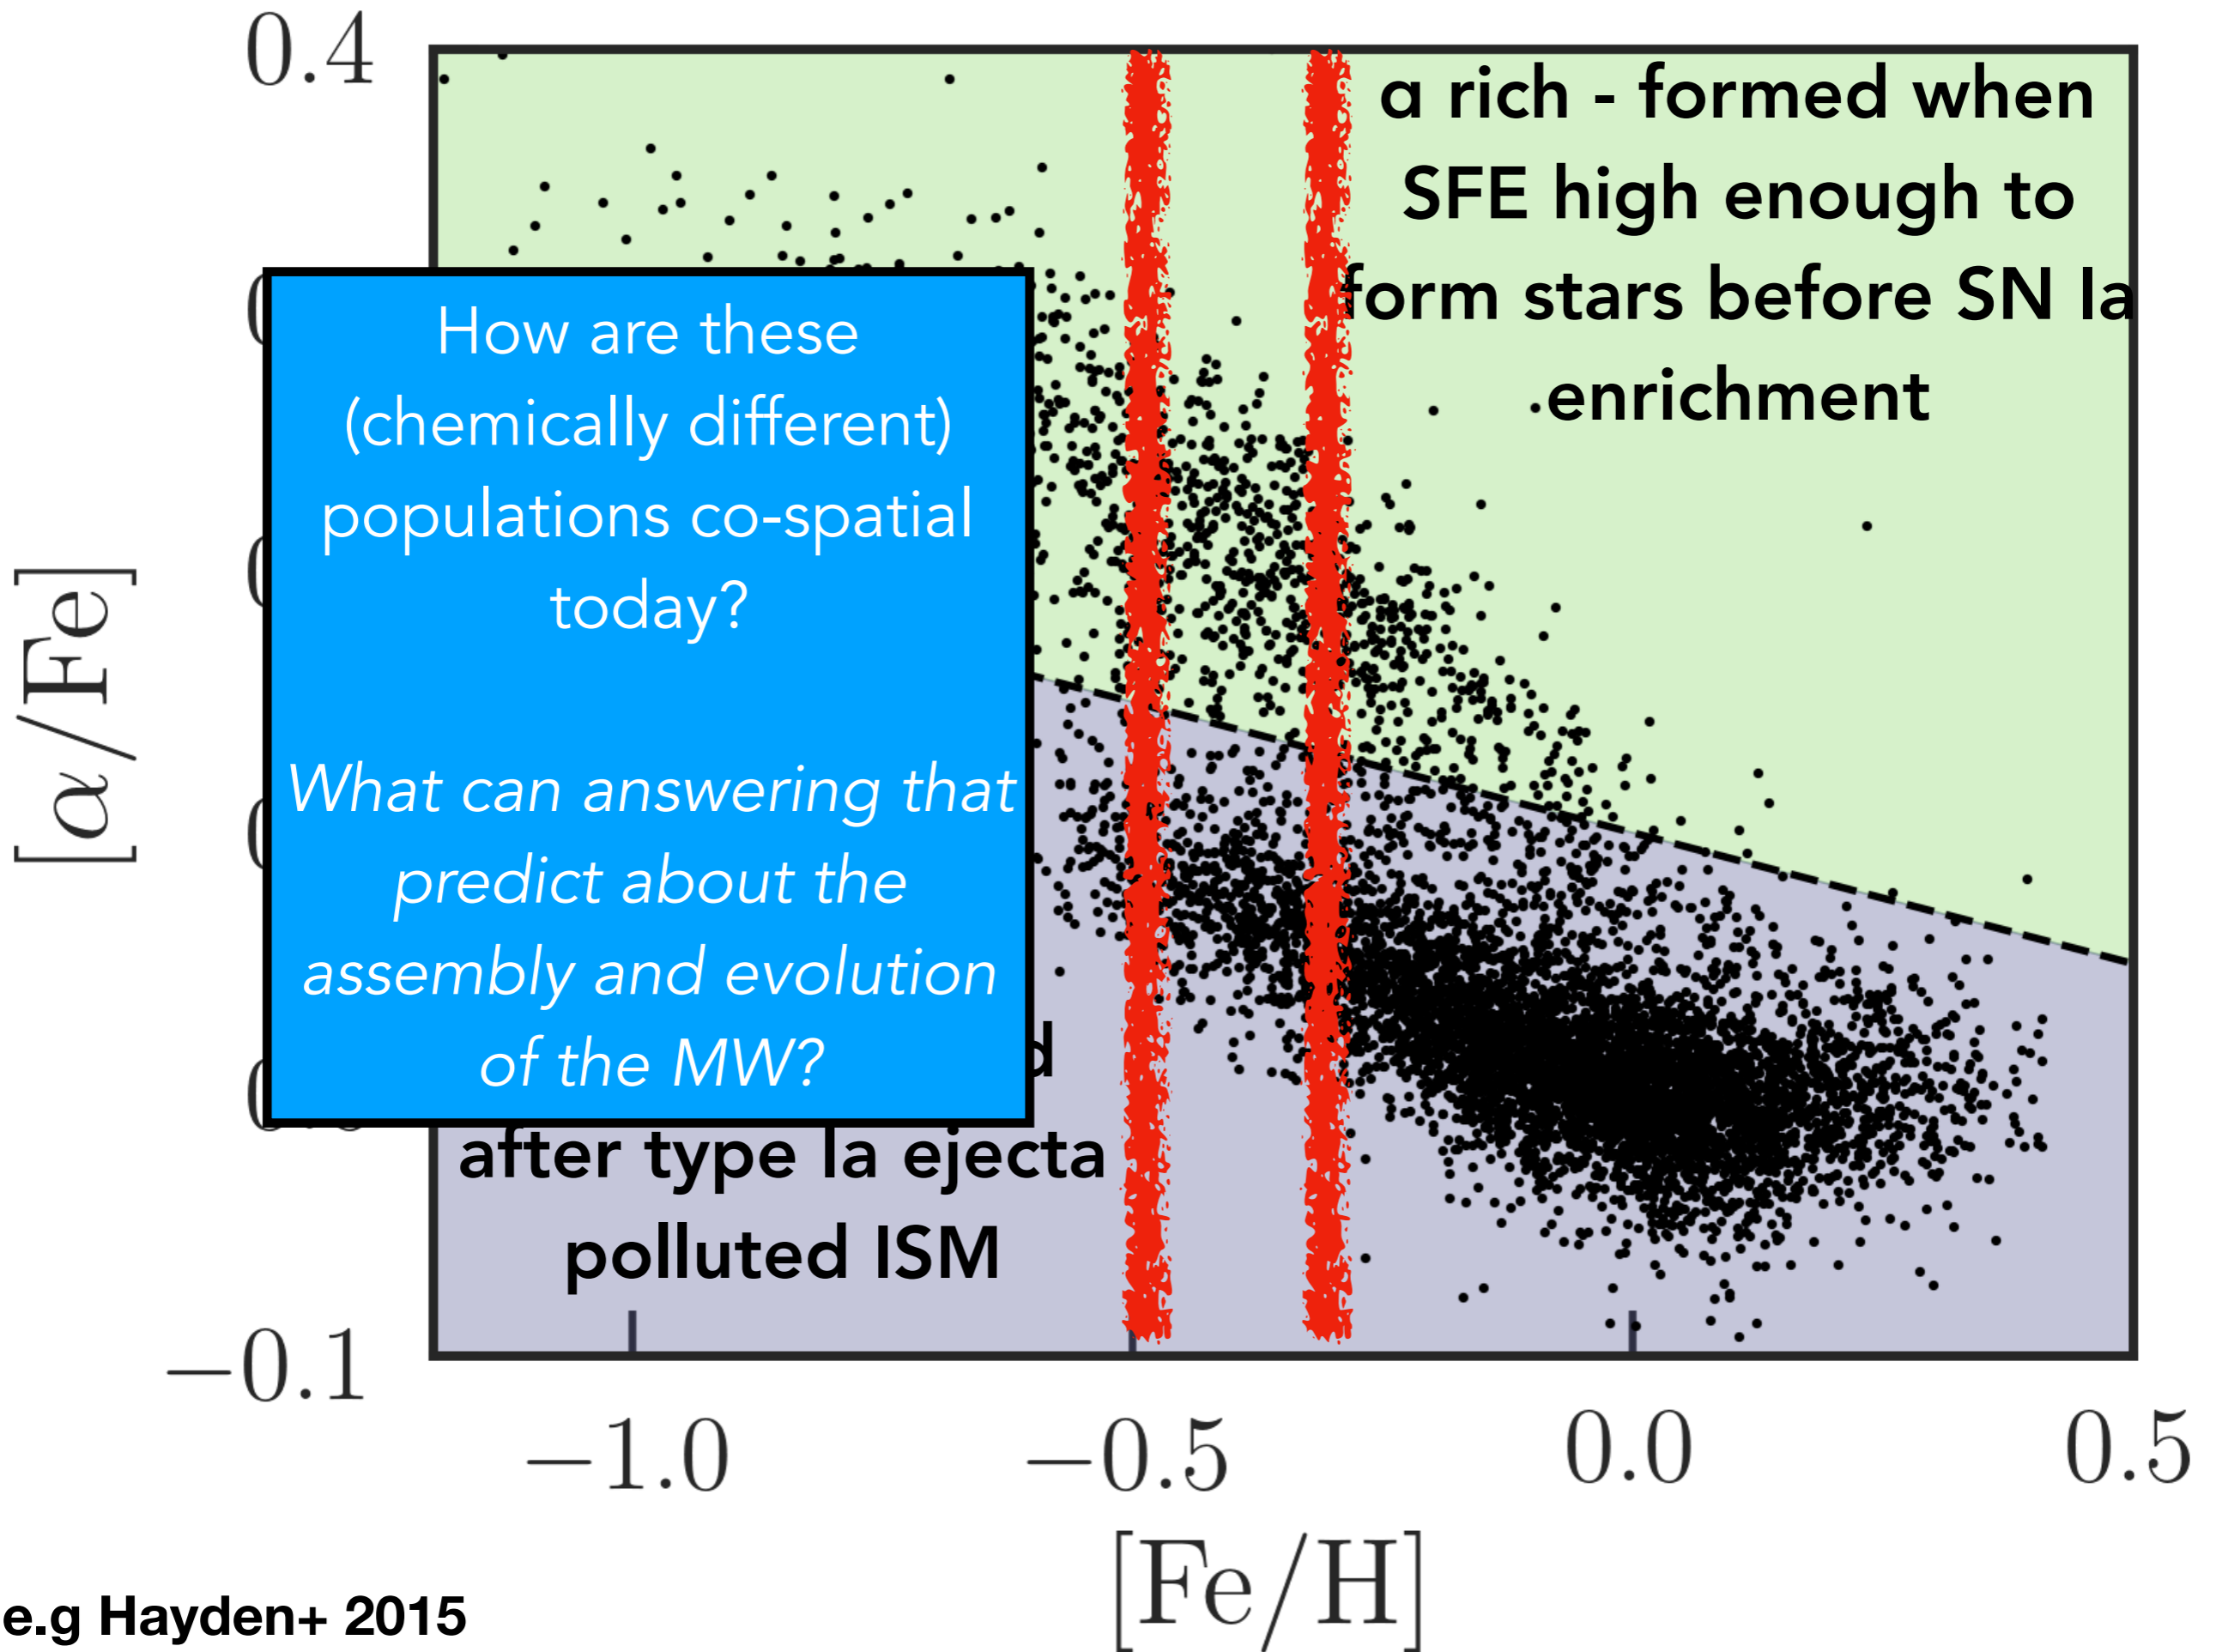 0.4
a rich - formed when
SFE high enough to
form stars before SN Ia
enrichment
How are these
(chemically different)
populations co-spatial
today?
What can answering that
predict about the
assembly and evolution
of the MW?
after type Ia ejecta
polluted ISM
[α/Fe]
−0.1
−1.0
−0.5
0.0
0.5
[Fe/H]
e.g Hayden+ 2015